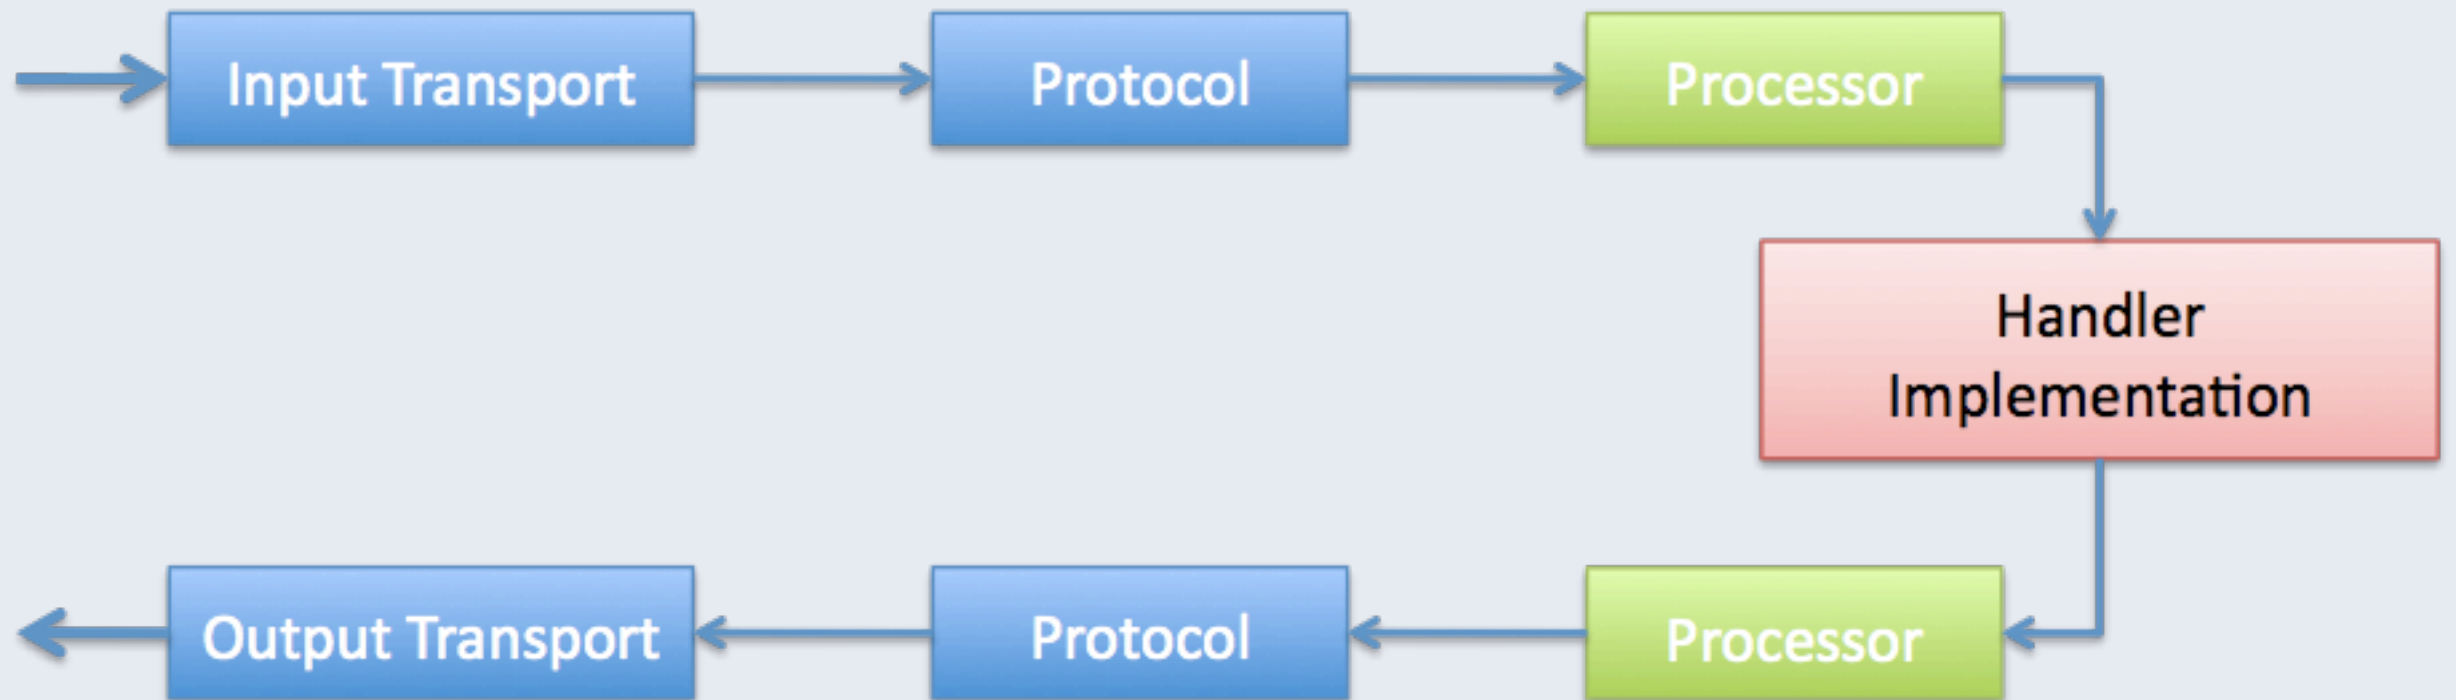 Input Transport
Protocol
Processor
Handler
Implementation
Output Transport
Protocol
Processor